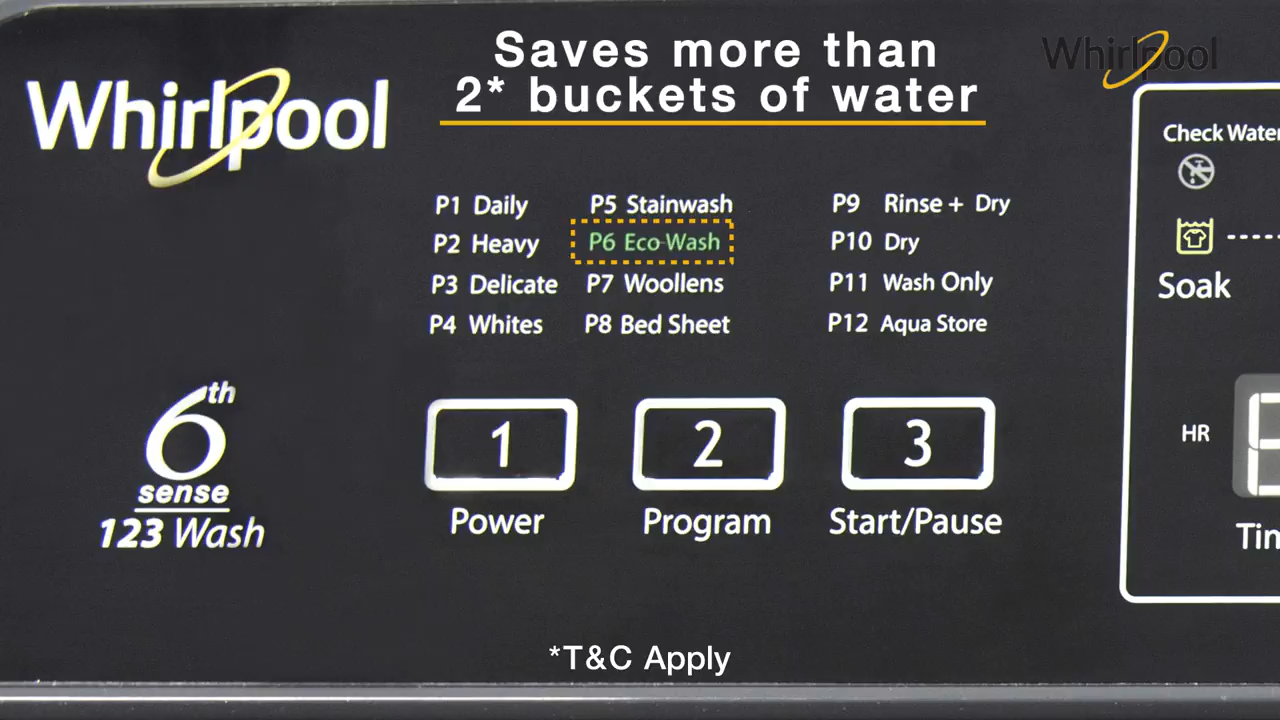 Saves more than
2* buckets of water
Whirlpool
Whirlpool
P1 Daily
P2 Heavy
P3 Delicate
P4 Whites
P5 Stainwash
P6 Eco-Wash
P7 Woollens
P8 Bed Sheet
P9 Rinse + Dry
P10 Dry
P11 Wash Only
P12 Aqua Store
Check Water
Soak
HR
6th
sense
123 Wash
1
2
3
Power
Program
Start/Pause
*T&C Apply